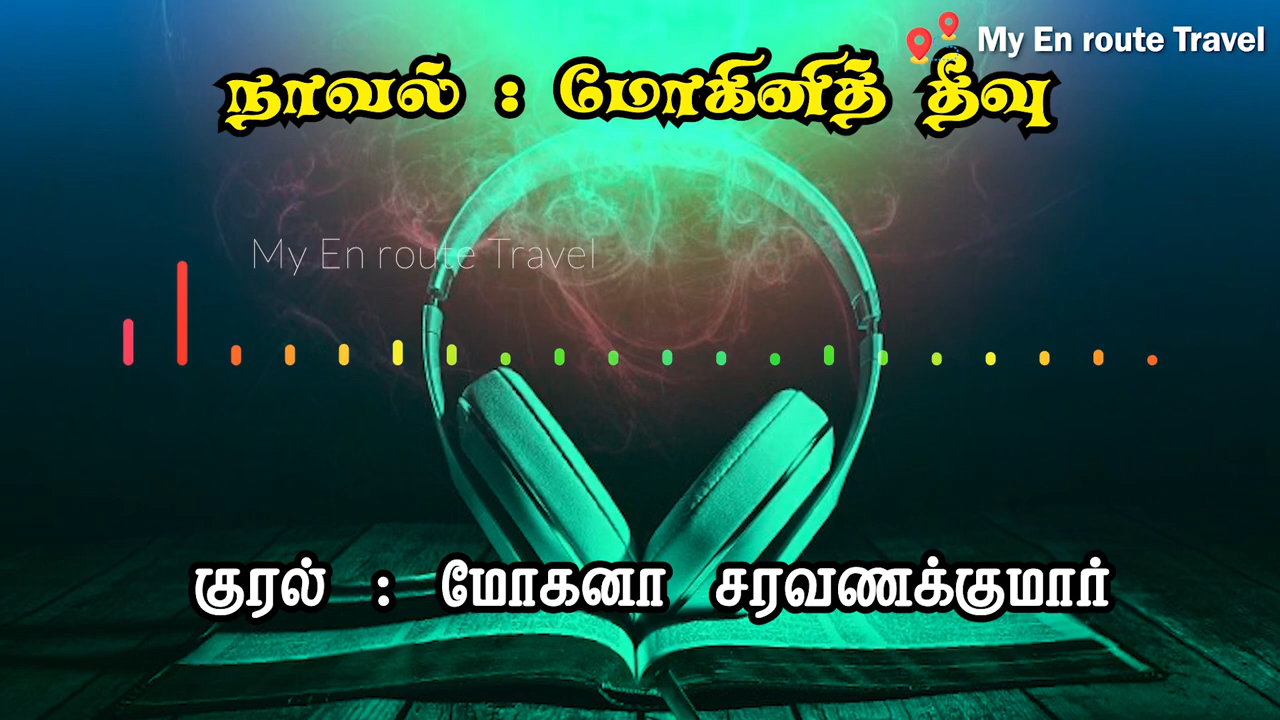 My En route Travel
நாவல் : மோகினித் தீவு
My En route Travel
குரல் : மோகனா சரவணக்குமார்